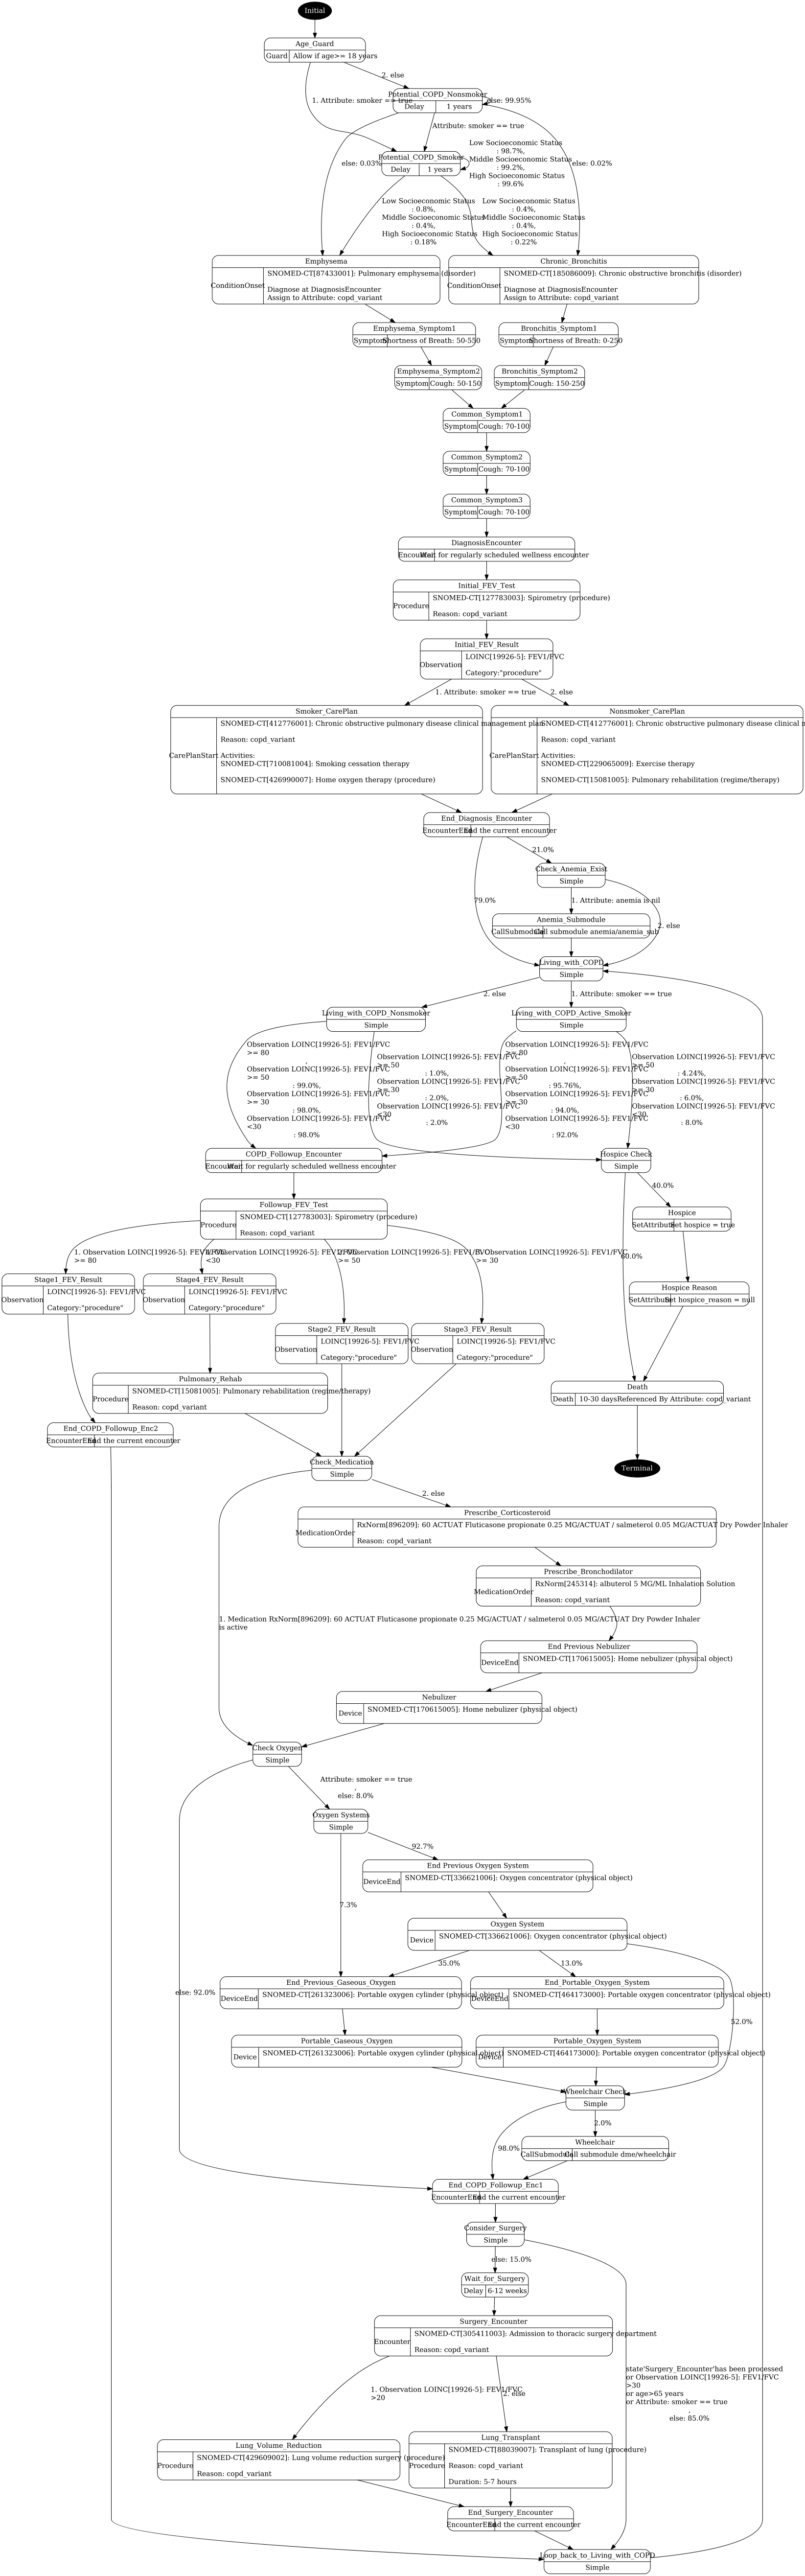 Initial
Age_Guard
Guard Allow if age>= 18 years
2. else
1. Attribute: smoker == true
Potential_COPD_Nonsmoker
Delay 1 years
else: 99.95%
Attribute: smoker == true
Potential_COPD_Smoker
Delay 1 years
Low Socioeconomic Status
: 98.7%,
Middle Socioeconomic Status
: 99.2%,
High Socioeconomic Status
: 99.6%
else: 0.03%
else: 0.02%
Low Socioeconomic Status
: 0.8%,
Middle Socioeconomic Status
: 0.4%,
High Socioeconomic Status
: 0.18%
Low Socioeconomic Status
: 0.4%,
Middle Socioeconomic Status
: 0.4%,
High Socioeconomic Status
: 0.22%
Emphysema
ConditionOnset
SNOMED-CT[87433001]: Pulmonary emphysema (disorder)
Diagnose at DiagnosisEncounter
Assign to Attribute: copd_variant
Chronic_Bronchitis
ConditionOnset
SNOMED-CT[185086009]: Chronic obstructive bronchitis (disorder)
Diagnose at DiagnosisEncounter
Assign to Attribute: copd_variant
Emphysema_Symptom1
Symptom Shortness of Breath: 50-550
Bronchitis_Symptom1
Symptom Shortness of Breath: 0-250
Emphysema_Symptom2
Symptom Cough: 50-150
Bronchitis_Symptom2
Symptom Cough: 150-250
Common_Symptom1
Symptom Cough: 70-100
Common_Symptom2
Symptom Cough: 70-100
Common_Symptom3
Symptom Cough: 70-100
DiagnosisEncounter
Encounter Wait for regularly scheduled wellness encounter
Initial_FEV_Test
Procedure
SNOMED-CT[127783003]: Spirometry (procedure)
Reason: copd_variant
Initial_FEV_Result
Observation
LOINC[19926-5]: FEV1/FVC
Category:"procedure"
1. Attribute: smoker == true
2. else
Smoker_CarePlan
CarePlanStart
SNOMED-CT[412776001]: Chronic obstructive pulmonary disease clinical management plan
Reason: copd_variant
Activities:
SNOMED-CT[710081004]: Smoking cessation therapy
SNOMED-CT[426990007]: Home oxygen therapy (procedure)
Nonsmoker_CarePlan
CarePlanStart
SNOMED-CT[412776001]: Chronic obstructive pulmonary disease clinical
Reason: copd_variant
Activities:
SNOMED-CT[229065009]: Exercise therapy
SNOMED-CT[15081005]: Pulmonary rehabilitation (regime/therapy)
End_Diagnosis_Encounter
EncounterEnd End the current encounter
21.0%
79.0%
Check_Anemia_Exist
Simple
1. Attribute: anemia is nil
2. else
Anemia_Submodule
CallSubmodule Call submodule anemia/anemia_sub
Living_with_COPD
Simple
2. else
1. Attribute: smoker == true
Living_with_COPD_Nonsmoker
Simple
Living_with_COPD_Active_Smoker
Simple
Observation LOINC[19926-5]: FEV1/FVC
>= 80
,
Observation LOINC[19926-5]: FEV1/FVC
>= 50
: 99.0%,
Observation LOINC[19926-5]: FEV1/FVC
>= 30
: 98.0%,
Observation LOINC[19926-5]: FEV1/FVC
<30
: 98.0%
Observation LOINC[19926-5]: FEV1/FVC
>= 50
: 1.0%,
Observation LOINC[19926-5]: FEV1/FVC
>= 30
: 2.0%,
Observation LOINC[19926-5]: FEV1/FVC
<30
: 2.0%
Observation LOINC[19926-5]: FEV1/FVC
>= 80
,
Observation LOINC[19926-5]: FEV1/FVC
>= 50
: 95.76%,
Observation LOINC[19926-5]: FEV1/FVC
>= 30
: 94.0%,
Observation LOINC[19926-5]: FEV1/FVC
<30
: 92.0%
Observation LOINC[19926-5]: FEV1/FVC
>= 50
: 4.24%,
Observation LOINC[19926-5]: FEV1/FVC
>= 30
: 6.0%,
Observation LOINC[19926-5]: FEV1/FVC
<30
: 8.0%
COPD_Followup_Encounter
Encounter Wait for regularly scheduled wellness encounter
Hospice Check
Simple
40.0%
60.0%
Hospice
SetAttribute Set hospice = true
Hospice Reason
SetAttribute Set hospice_reason = null
Death
Death 10-30 daysReferenced By Attribute: copd_variant
Terminal
Followup_FEV_Test
Procedure
SNOMED-CT[127783003]: Spirometry (procedure)
Reason: copd_variant
1. Observation LOINC[19926-5]: FEV1/FVC
>= 80
4. Observation LOINC[19926-5]: FEV1/FVC
<30
2. Observation LOINC[19926-5]: FEV1/FVC
>= 50
3. Observation LOINC[19926-5]: FEV1/FVC
>= 30
Stage1_FEV_Result
Observation
LOINC[19926-5]: FEV1/FVC
Category:"procedure"
Stage4_FEV_Result
Observation
LOINC[19926-5]: FEV1/FVC
Category:"procedure"
Stage2_FEV_Result
Observation
LOINC[19926-5]: FEV1/FVC
Category:"procedure"
Stage3_FEV_Result
Observation
LOINC[19926-5]: FEV1/FVC
Category:"procedure"
Pulmonary_Rehab
Procedure
SNOMED-CT[15081005]: Pulmonary rehabilitation (regime/therapy)
Reason: copd_variant
End_COPD_Followup_Enc2
EncounterEnd End the current encounter
Check_Medication
Simple
2. else
Prescribe_Corticosteroid
MedicationOrder
RxNorm[896209]: 60 ACTUAT Fluticasone propionate 0.25 MG/ACTUAT / salmeterol 0.05 MG/ACTUAT Dry Powder Inhaler
Reason: copd_variant
Prescribe_Bronchodilator
MedicationOrder
RxNorm[245314]: albuterol 5 MG/ML Inhalation Solution
Reason: copd_variant
1. Medication RxNorm[896209]: 60 ACTUAT Fluticasone propionate 0.25 MG/ACTUAT / salmeterol 0.05 MG/ACTUAT Dry Powder Inhaler
is active
End Previous Nebulizer
DeviceEnd SNOMED-CT[170615005]: Home nebulizer (physical object)
Nebulizer
Device SNOMED-CT[170615005]: Home nebulizer (physical object)
Check Oxygen
Simple
Attribute: smoker == true
,
else: 8.0%
Oxygen Systems
Simple
92.7%
7.3%
End Previous Oxygen System
DeviceEnd SNOMED-CT[336621006]: Oxygen concentrator (physical object)
Oxygen System
Device SNOMED-CT[336621006]: Oxygen concentrator (physical object)
35.0%
13.0%
52.0%
else: 92.0%
End_Previous_Gaseous_Oxygen
DeviceEnd SNOMED-CT[261323006]: Portable oxygen cylinder (physical object)
End_Portable_Oxygen_System
DeviceEnd SNOMED-CT[464173000]: Portable oxygen concentrator (physical object)
Portable_Gaseous_Oxygen
Device SNOMED-CT[261323006]: Portable oxygen cylinder (physical object)
Portable_Oxygen_System
Device SNOMED-CT[464173000]: Portable oxygen concentrator (physical object)
Wheelchair Check
Simple
2.0%
98.0%
Wheelchair
CallSubmodule Call submodule dme/wheelchair
End_COPD_Followup_Enc1
EncounterEnd End the current encounter
Consider_Surgery
Simple
else: 15.0%
Wait_for_Surgery
Delay 6-12 weeks
Surgery_Encounter
Encounter
SNOMED-CT[305411003]: Admission to thoracic surgery department
Reason: copd_variant
1. Observation LOINC[19926-5]: FEV1/FVC
>20
2. else
state'Surgery_Encounter'has been processed
or Observation LOINC[19926-5]: FEV1/FVC
>30
or age>65 years
or Attribute: smoker == true
,
else: 85.0%
Lung_Volume_Reduction
Procedure
SNOMED-CT[429609002]: Lung volume reduction surgery (procedure)
Reason: copd_variant
Lung_Transplant
Procedure
SNOMED-CT[88039007]: Transplant of lung (procedure)
Reason: copd_variant
Duration: 5-7 hours
End_Surgery_Encounter
EncounterEnd End the current encounter
Loop_back_to_Living_with_COPD
Simple